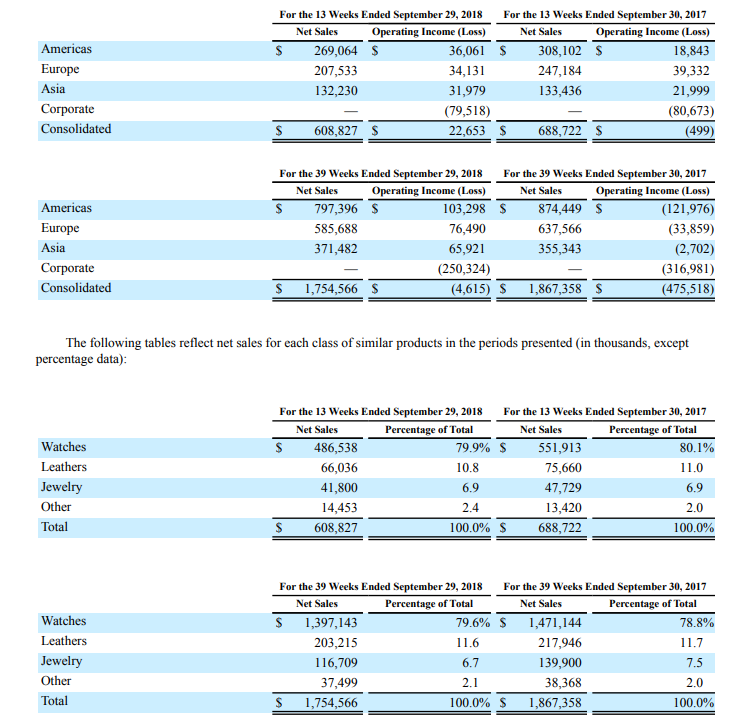 For the 13 Weeks Ended September 29, 2018 For the 13 Weeks Ended September 30, 2017
Net Sales Operating Income (Loss) Net Sales Operating Income (Loss)
Americas $ 269,064 $ 36,061 $ 308,102 $ 18,843
Europe 207,533 34,131 247,184 39,332
Asia 132,230 31,979 133,436 21,999
Corporate — (79,518) — (80,673)
Consolidated $ 608,827 $ 22,653 $ 688,722 $ (499)
For the 39 Weeks Ended September 29, 2018 For the 39 Weeks Ended September 30, 2017
Net Sales Operating Income (Loss) Net Sales Operating Income (Loss)
Americas $ 797,396 $ 103,298 $ 874,449 $ (121,976)
Europe 585,688 76,490 637,566 (33,859)
Asia 371,482 65,921 355,343 (2,702)
Corporate — (250,324) — (316,981)
Consolidated $ 1,754,566 $ (4,615) $ 1,867,358 $ (475,518)
The following tables reflect net sales for each class of similar products in the periods presented (in thousands, except
percentage data):
For the 13 Weeks Ended September 29, 2018 For the 13 Weeks Ended September 30, 2017
Net Sales Percentage of Total Net Sales Percentage of Total
Watches $ 486,538 79.9% $ 551,913 80.1%
Leathers 66,036 10.8 75,660 11.0
Jewelry 41,800 6.9 47,729 6.9
Other 14,453 2.4 13,420 2.0
Total $ 608,827 100.0% $ 688,722 100.0%
For the 39 Weeks Ended September 29, 2018 For the 39 Weeks Ended September 30, 2017
Net Sales Percentage of Total Net Sales Percentage of Total
Watches $ 1,397,143 79.6% $ 1,471,144 78.8%
Leathers 203,215 11.6 217,946 11.7
Jewelry 116,709 6.7 139,900 7.5
Other 37,499 2.1 38,368 2.0
Total $ 1,754,566 100.0% $ 1,867,358 100.0%